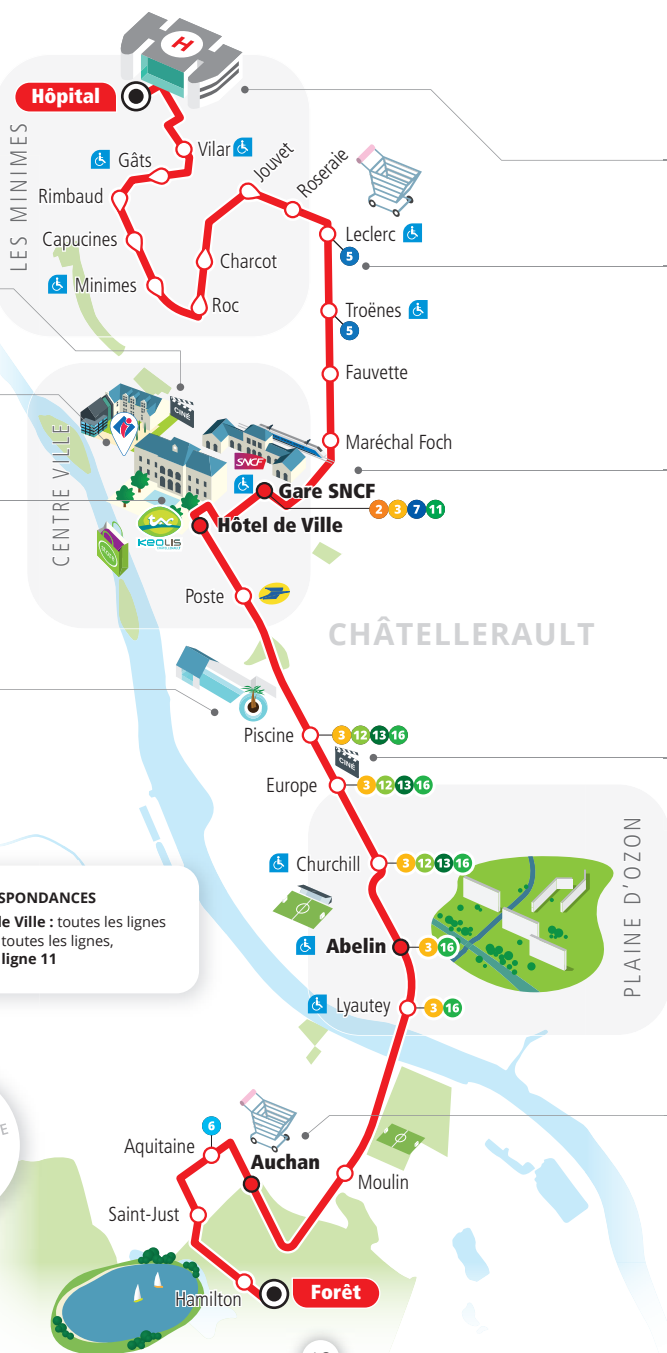 H
Hôpital
LES MINIMES
Vilar
Gâts
Jouvet
Rimbaud
Roseraie
Capucines
Leclerc
5
Charcot
Minimes
Roc
Troënes
5
Fauvette
CINÉ
CENTRE VILLE
Maréchal Foch
SNCF
Gare SNCF
2 3 7 11
tac
KEOLIS
Hôtel de Ville
Poste
CHÂTELLERAULT
Piscine
3 12 13 16
CINÉ
Europe
3 12 13 16
PLAINE D'OZON
Churchill
3 12 13 16
SPONDANCES
de Ville : toutes les lignes
toutes les lignes,
ligne 11
Abelin
3 16
Lyautey
3 16
E
6
Aquitaine
Auchan
Moulin
Saint-Just
Hamilton
Forêt